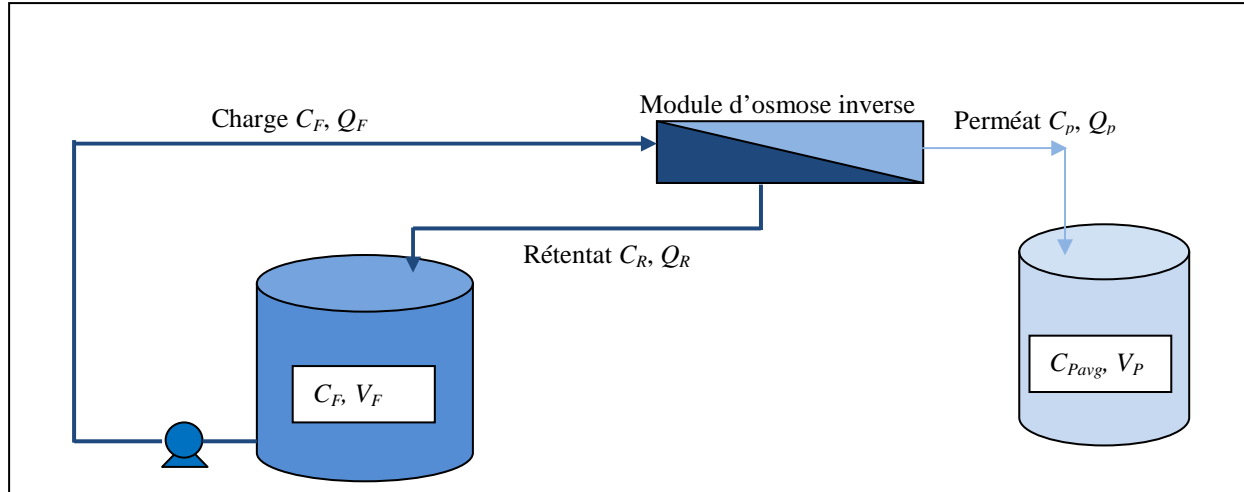 Module d'osmose inverse
Charge C_F, Q_F
Perméat C_p, Q_p
Rétentat C_R, Q_R
C_F, V_F
C_Pavg, V_P